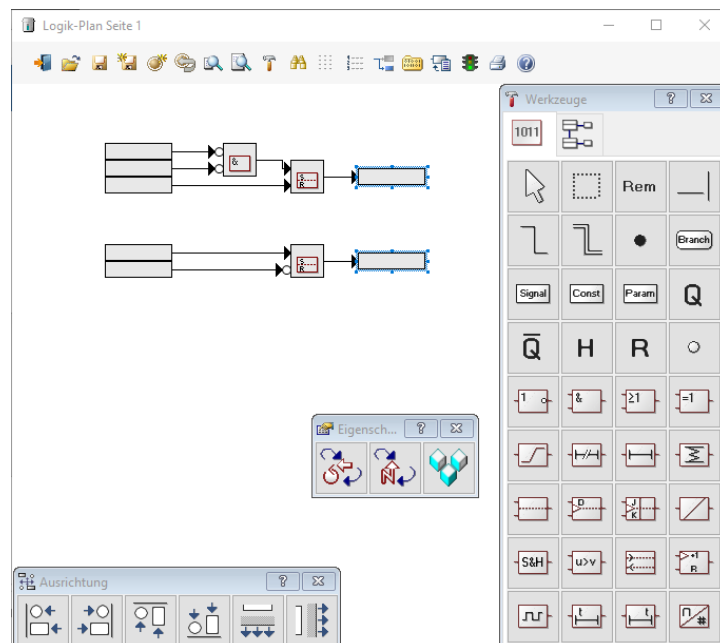 Logik-Plan Seite 1
Werkzeuge
1011
&
S
R
S
R
Rem
Branch
Signal
Const
Param
Q
Q̅
H
R
1
&
≥1
=1
D
J
K
S&H
u>v
+1
R
t
t
n
#
Eigensch...
N
Ausrichtung